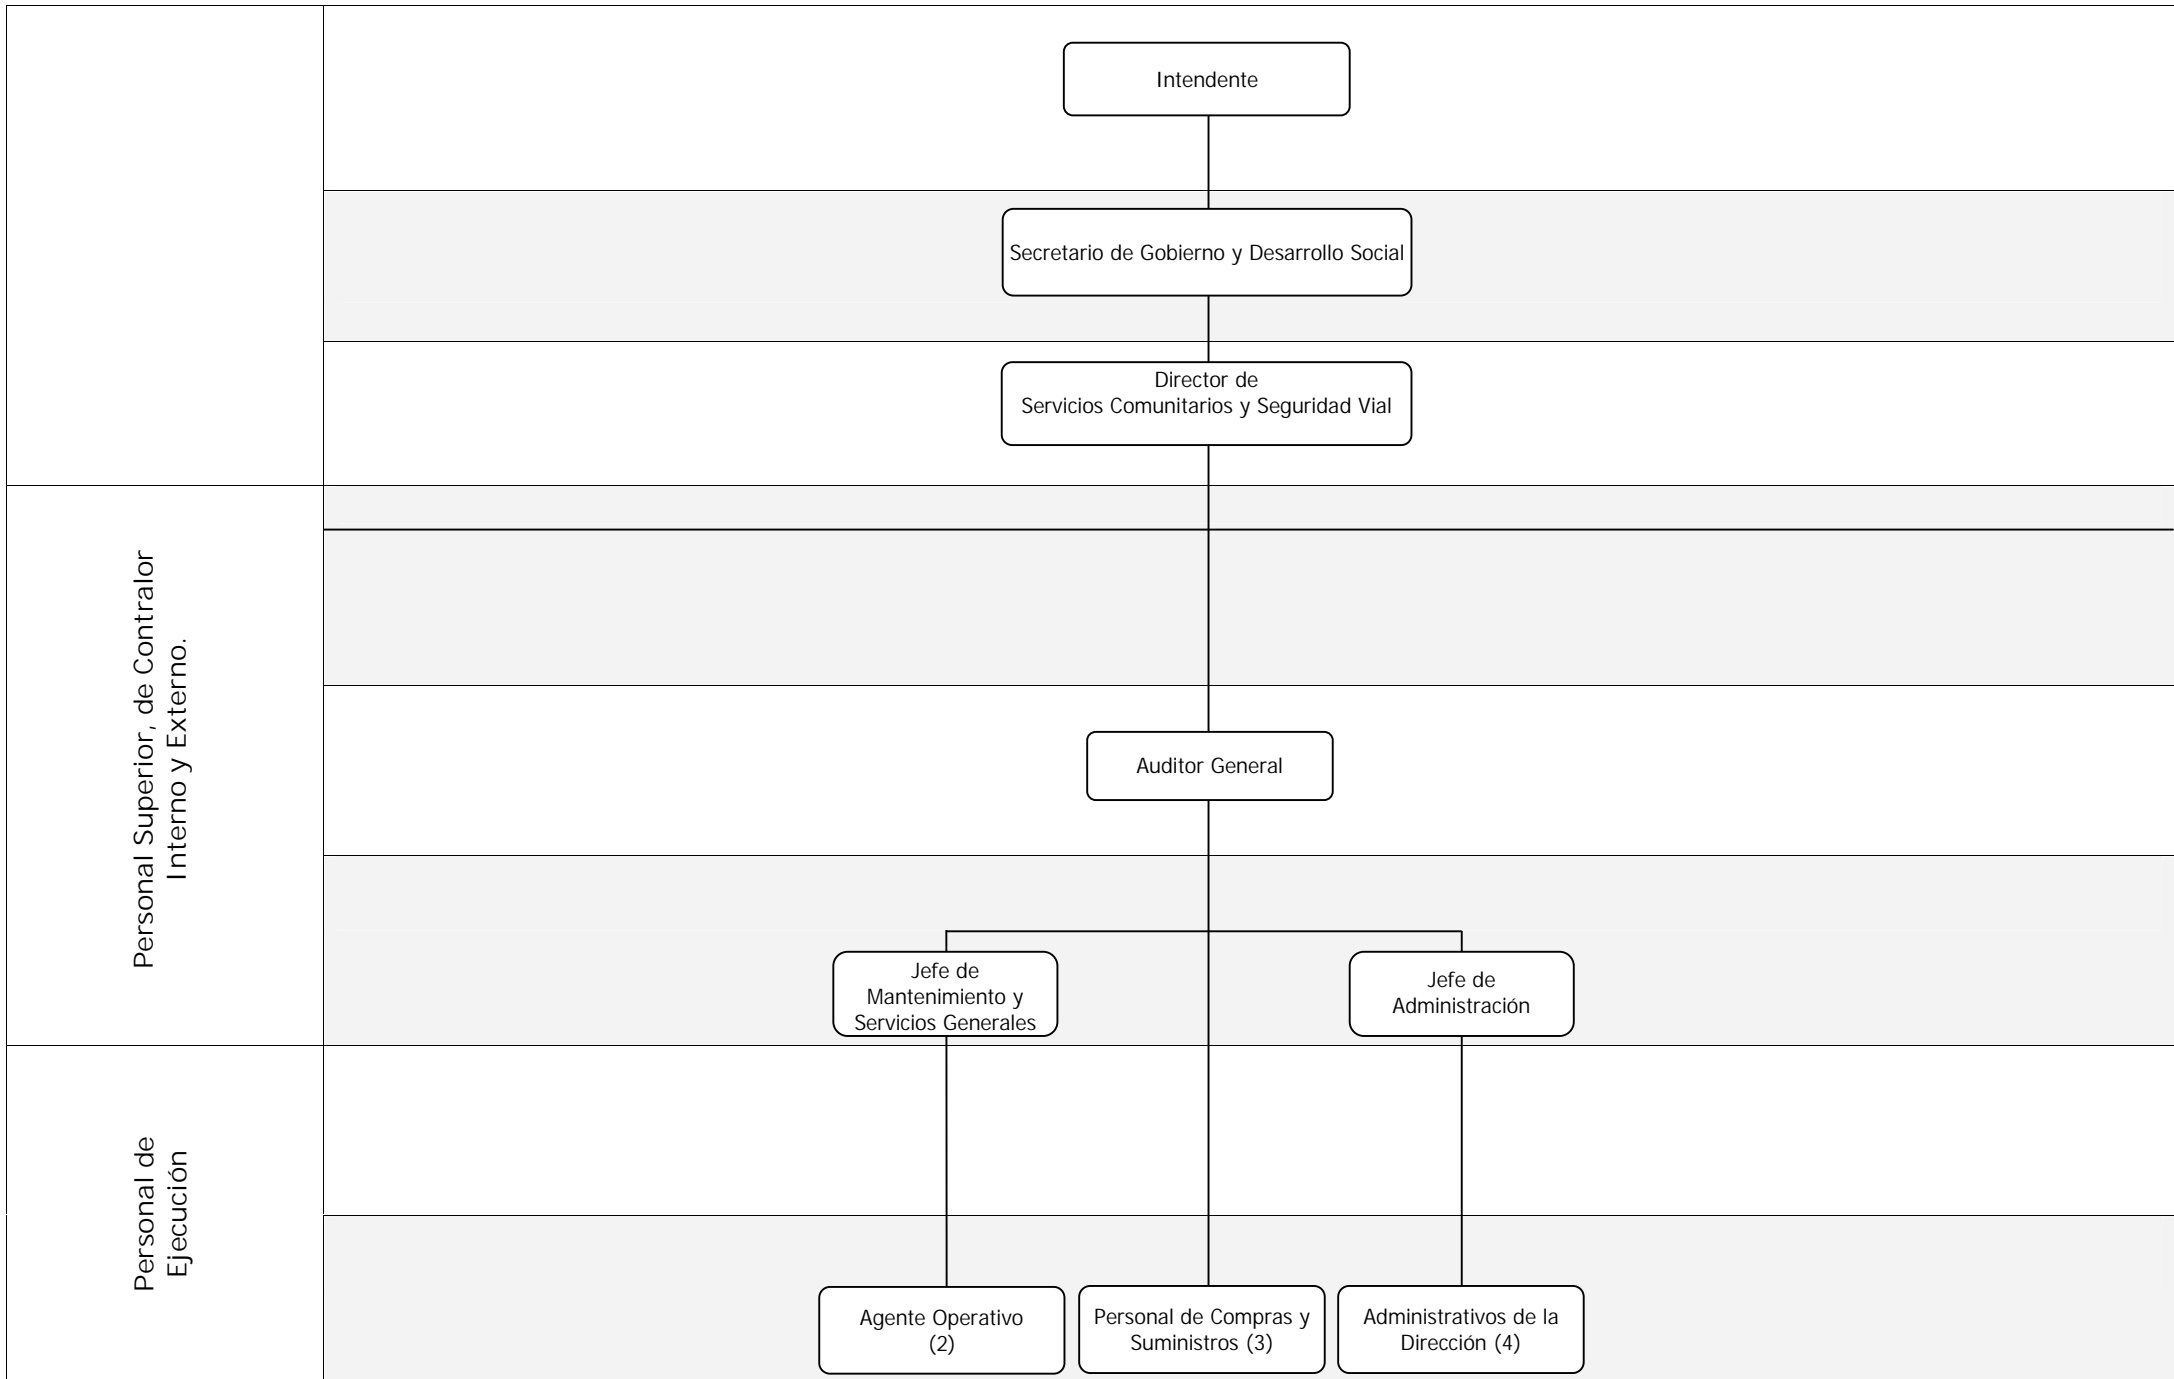 Intendente
Secretario de Gobierno y Desarrollo Social
Director de
Servicios Comunitarios y Seguridad Vial
Personal Superior, de Contralor
Interno y Externo.
Auditor General
Jefe de
Mantenimiento y
Servicios Generales
Jefe de
Administración
Personal de
Ejecución
Agente Operativo
(2)
Personal de Compras y
Suministros (3)
Administrativos de la
Dirección (4)